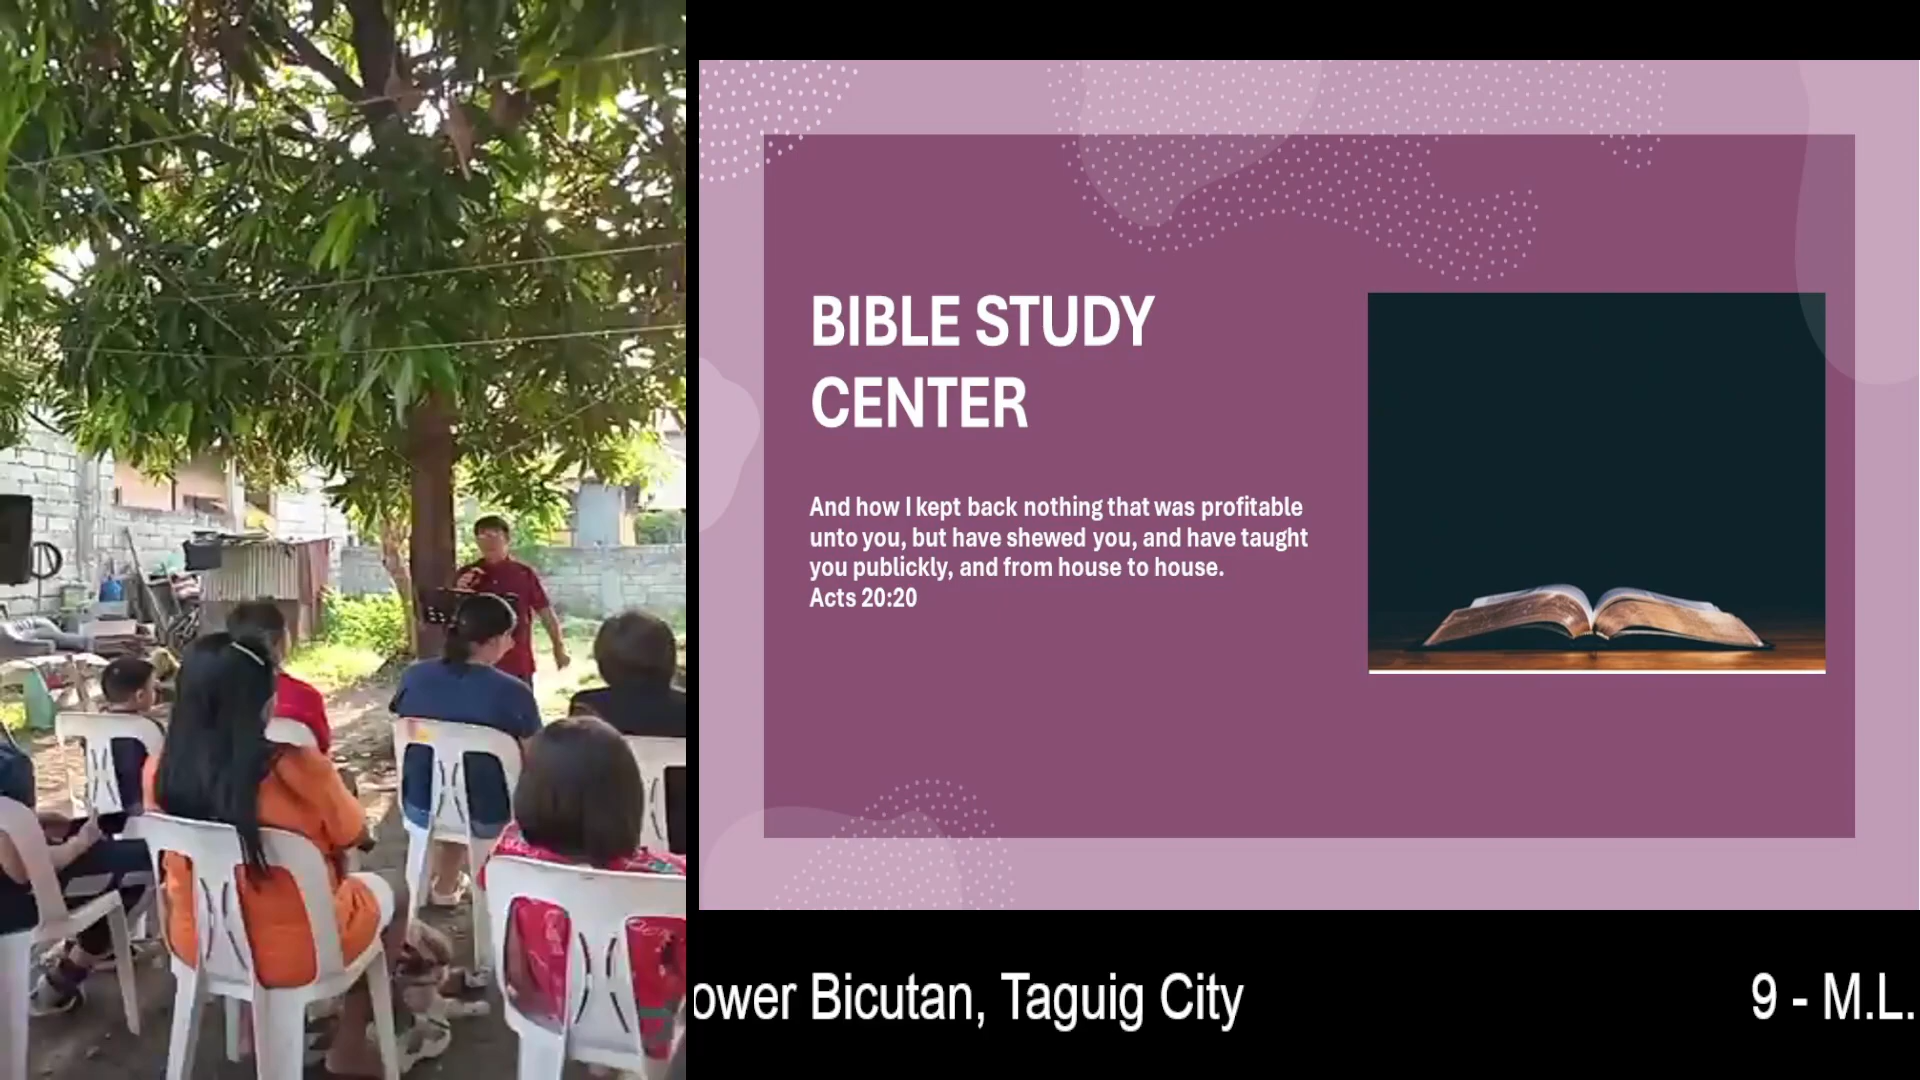 BIBLE STUDY
CENTER
And how I kept back nothing that was profitable
unto you, but have shewed you, and have taught
you publickly, and from house to house.
Acts 20:20
ower Bicutan, Taguig City
9 - M.L.